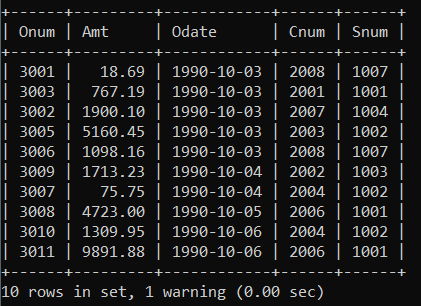 +------+---------+------------+------+------+
| Onum | Amt     | Odate      | Cnum | Snum |
+------+---------+------------+------+------+
| 3001 |   18.69 | 1990-10-03 | 2008 | 1007 |
| 3003 |  767.19 | 1990-10-03 | 2001 | 1001 |
| 3002 | 1900.10 | 1990-10-03 | 2007 | 1004 |
| 3005 | 5160.45 | 1990-10-03 | 2003 | 1002 |
| 3006 | 1098.16 | 1990-10-03 | 2008 | 1007 |
| 3009 | 1713.23 | 1990-10-04 | 2002 | 1003 |
| 3007 |   75.75 | 1990-10-04 | 2004 | 1002 |
| 3008 | 4723.00 | 1990-10-05 | 2006 | 1001 |
| 3010 | 1309.95 | 1990-10-06 | 2004 | 1002 |
| 3011 | 9891.88 | 1990-10-06 | 2006 | 1001 |
+------+---------+------------+------+------+
10 rows in set, 1 warning (0.00 sec)